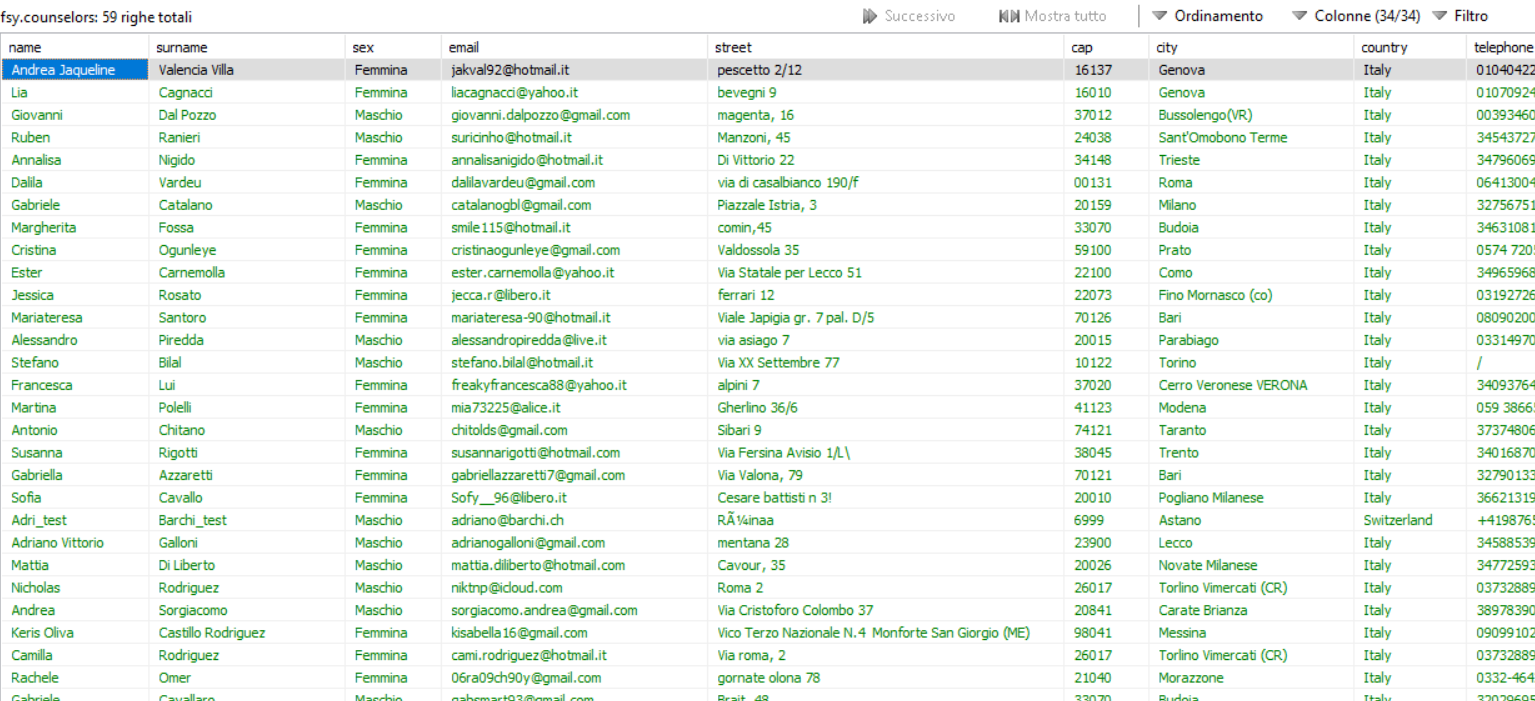 fsy.counselors: 59 righe totali Successivo Mostra tutto Ordinamento Colonne (34/34) Filtro
name surname sex email street cap city country telephone
Andrea Jaqueline Valencia Villa Femmina jakval92@hotmail.it pescetto 2/12 16137 Genova Italy 01040422
Lia Cagnacci Femmina liacagnacci@yahoo.it bevegni 9 16010 Genova Italy 01070924
Giovanni Dal Pozzo Maschio giovanni.dalpozzo@gmail.com magenta, 16 37012 Bussolengo(VR) Italy 00393460
Ruben Ranieri Maschio suricinho@hotmail.it Manzoni, 45 24038 Sant'Omobono Terme Italy 34543727
Annalisa Nigido Femmina annalisanigido@hotmail.it Di Vittorio 22 34148 Trieste Italy 34796069
Dalila Vardeu Femmina dalilavardeu@gmail.com via di casalbianco 190/f 00131 Roma Italy 06413004
Gabriele Catalano Maschio catalanogbl@gmail.com Piazzale Istria, 3 20159 Milano Italy 32756751
Margherita Fossa Femmina smile115@hotmail.it comin,45 33070 Budoia Italy 34631081
Cristina Ogunleye Femmina cristinaogunleye@gmail.com Valdossola 35 59100 Prato Italy 0574 720
Ester Carnemolla Femmina ester.carnemolla@yahoo.it Via Statale per Lecco 51 22100 Como Italy 34965968
Jessica Rosato Femmina jecca.r@libero.it ferrari 12 22073 Fino Mornasco (co) Italy 03192726
Mariateresa Santoro Femmina mariateresa-90@hotmail.it Viale Japigia gr. 7 pal. D/5 70126 Bari Italy 08090200
Alessandro Piredda Maschio alessandropiredda@live.it via asiago 7 20015 Parabiago Italy 03314970
Stefano Bilal Maschio stefano.bilal@hotmail.it Via XX Settembre 77 10122 Torino Italy /
Francesca Lui Femmina freakyfrancesca88@yahoo.it alpini 7 37020 Cerro Veronese VERONA Italy 34093764
Martina Polelli Femmina mia73225@alice.it Gherlino 36/6 41123 Modena Italy 059 3866
Antonio Chitano Maschio chitolds@gmail.com Sibari 9 74121 Taranto Italy 37374806
Susanna Rigotti Femmina susannarigotti@hotmail.com Via Fersina Avisio 1/L\ 38045 Trento Italy 34016870
Gabriella Azzaretti Femmina gabriellazzaretti7@gmail.com Via Valona, 79 70121 Bari Italy 32790133
Sofia Cavallo Femmina Sofy__96@libero.it Cesare battisti n 3! 20010 Pogliano Milanese Italy 36621319
Adri_test Barchi_test Maschio adriano@barchi.ch RÃ¼inaa 6999 Astano Switzerland +4198765
Adriano Vittorio Galloni Maschio adrianogalloni@gmail.com mentana 28 23900 Lecco Italy 34588539
Mattia Di Liberto Maschio mattia.diliberto@hotmail.com Cavour, 35 20026 Novate Milanese Italy 34772593
Nicholas Rodriguez Maschio niktnp@icloud.com Roma 2 26017 Torlino Vimercati (CR) Italy 03732889
Andrea Sorgiacomo Maschio sorgiacomo.andrea@gmail.com Via Cristoforo Colombo 37 20841 Carate Brianza Italy 38978390
Keris Oliva Castillo Rodriguez Femmina kisabella16@gmail.com Vico Terzo Nazionale N.4 Monforte San Giorgio (ME) 98041 Messina Italy 09099102
Camilla Rodriguez Femmina cami.rodriguez@hotmail.it Via roma, 2 26017 Torlino Vimercati (CR) Italy 03732889
Rachele Omer Femmina 06ra09ch90y@gmail.com gornate olona 78 21040 Morazzone Italy 0332-464
Gabriele Cavallaro Maschio gabsmart93@gmail.com 48 33070 Budoia Italy